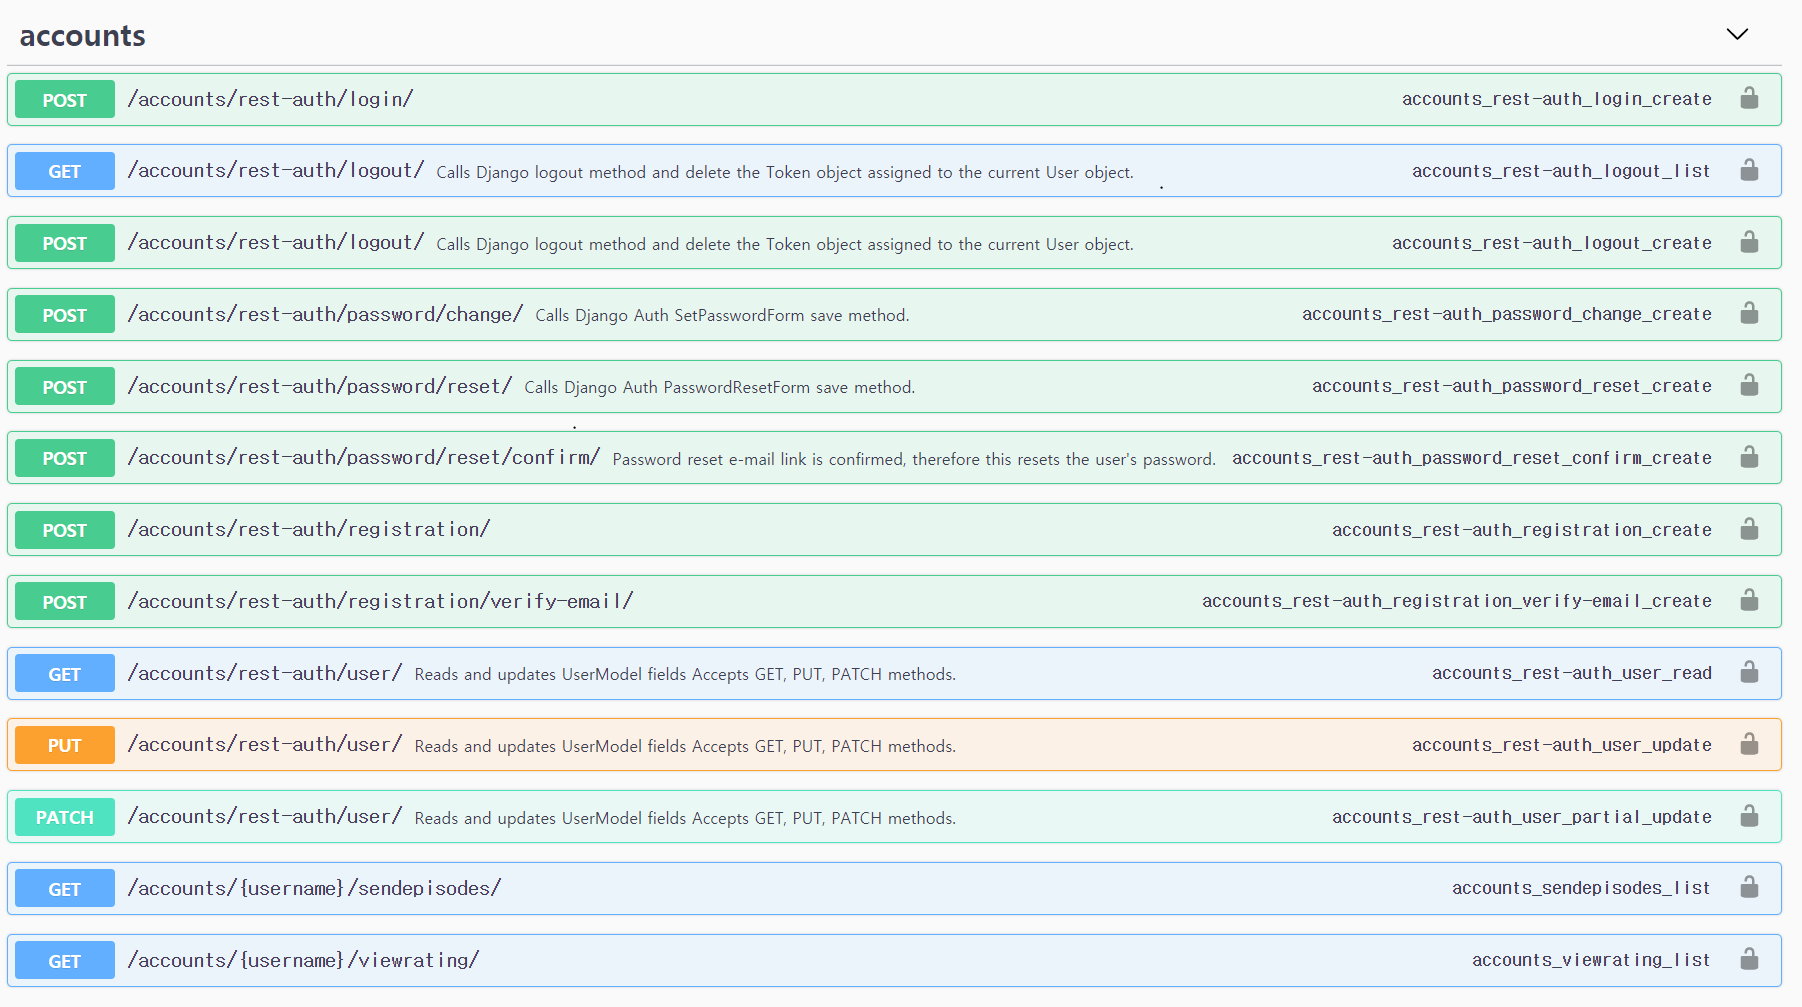 accounts
POST /accounts/rest-auth/login/ accounts_rest-auth_login_create
GET /accounts/rest-auth/logout/ Calls Django logout method and delete the Token object assigned to the current User object. accounts_rest-auth_logout_list
POST /accounts/rest-auth/logout/ Calls Django logout method and delete the Token object assigned to the current User object. accounts_rest-auth_logout_create
POST /accounts/rest-auth/password/change/ Calls Django Auth SetPasswordForm save method. accounts_rest-auth_password_change_create
POST /accounts/rest-auth/password/reset/ Calls Django Auth PasswordResetForm save method. accounts_rest-auth_password_reset_create
POST /accounts/rest-auth/password/reset/confirm/ Password reset e-mail link is confirmed, therefore this resets the user's password. accounts_rest-auth_password_reset_confirm_create
POST /accounts/rest-auth/registration/ accounts_rest-auth_registration_create
POST /accounts/rest-auth/registration/verify-email/ accounts_rest-auth_registration_verify-email_create
GET /accounts/rest-auth/user/ Reads and updates UserModel fields Accepts GET, PUT, PATCH methods. accounts_rest-auth_user_read
PUT /accounts/rest-auth/user/ Reads and updates UserModel fields Accepts GET, PUT, PATCH methods. accounts_rest-auth_user_update
PATCH /accounts/rest-auth/user/ Reads and updates UserModel fields Accepts GET, PUT, PATCH methods. accounts_rest-auth_user_partial_update
GET /accounts/{username}/sendepisodes/ accounts_sendepisodes_list
GET /accounts/{username}/viewrating/ accounts_viewrating_list